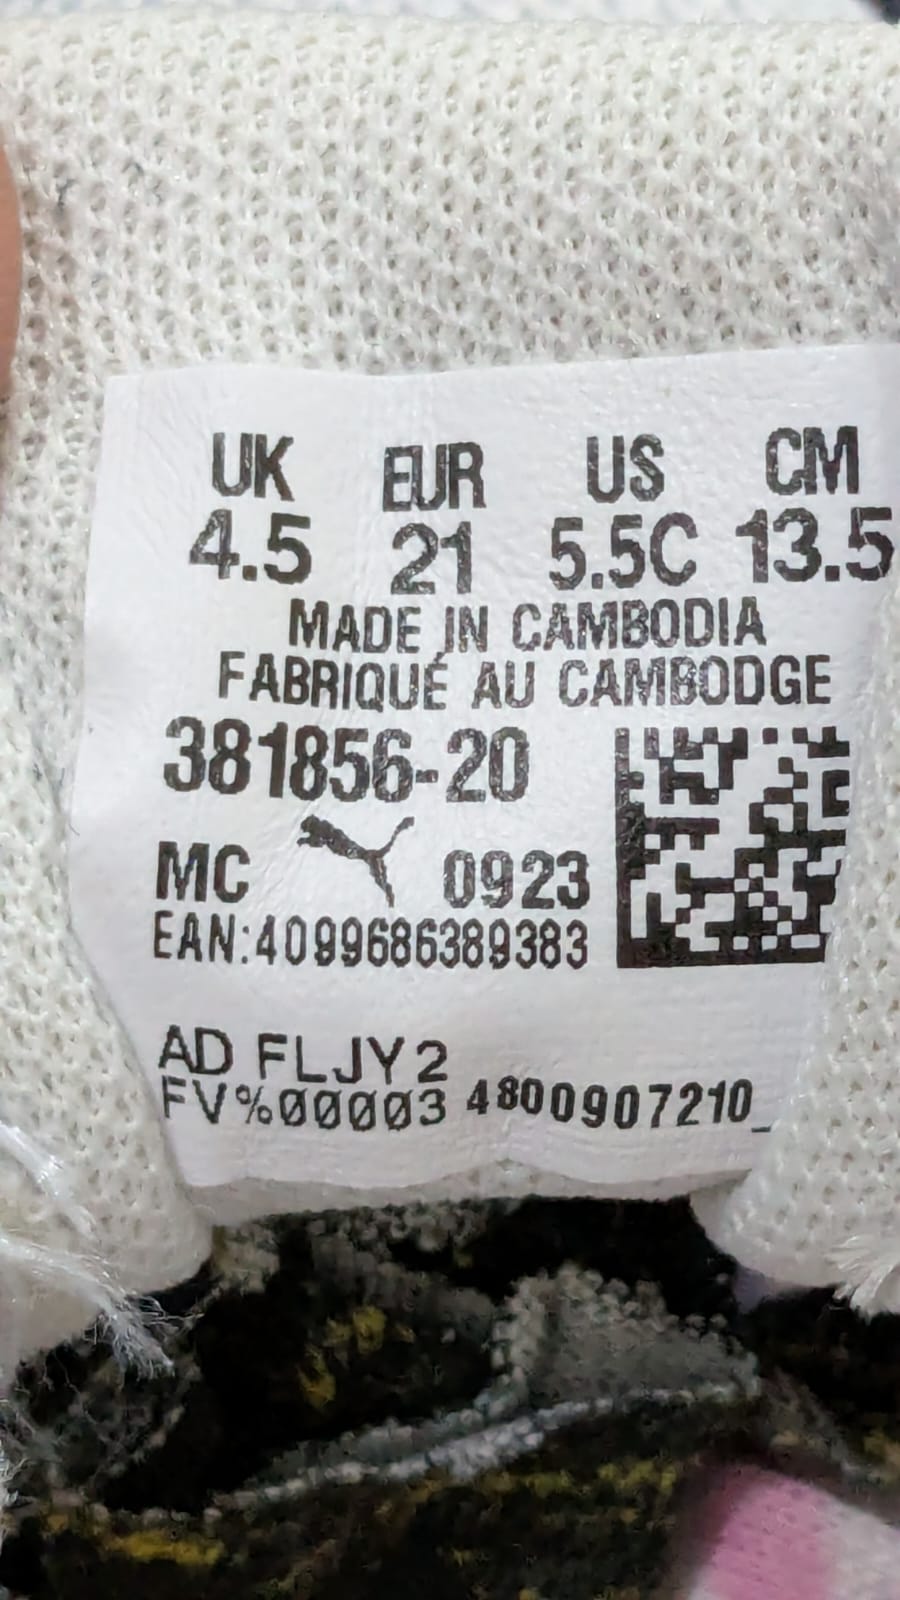 UK EUR US CM
4.5 21 5.5C 13.5
MADE IN CAMBODIA
FABRIQUÉ AU CAMBODGE
381856-20
MC 0923
EAN:4099686389383
AD FLJY2
FV%00003 4800907210_